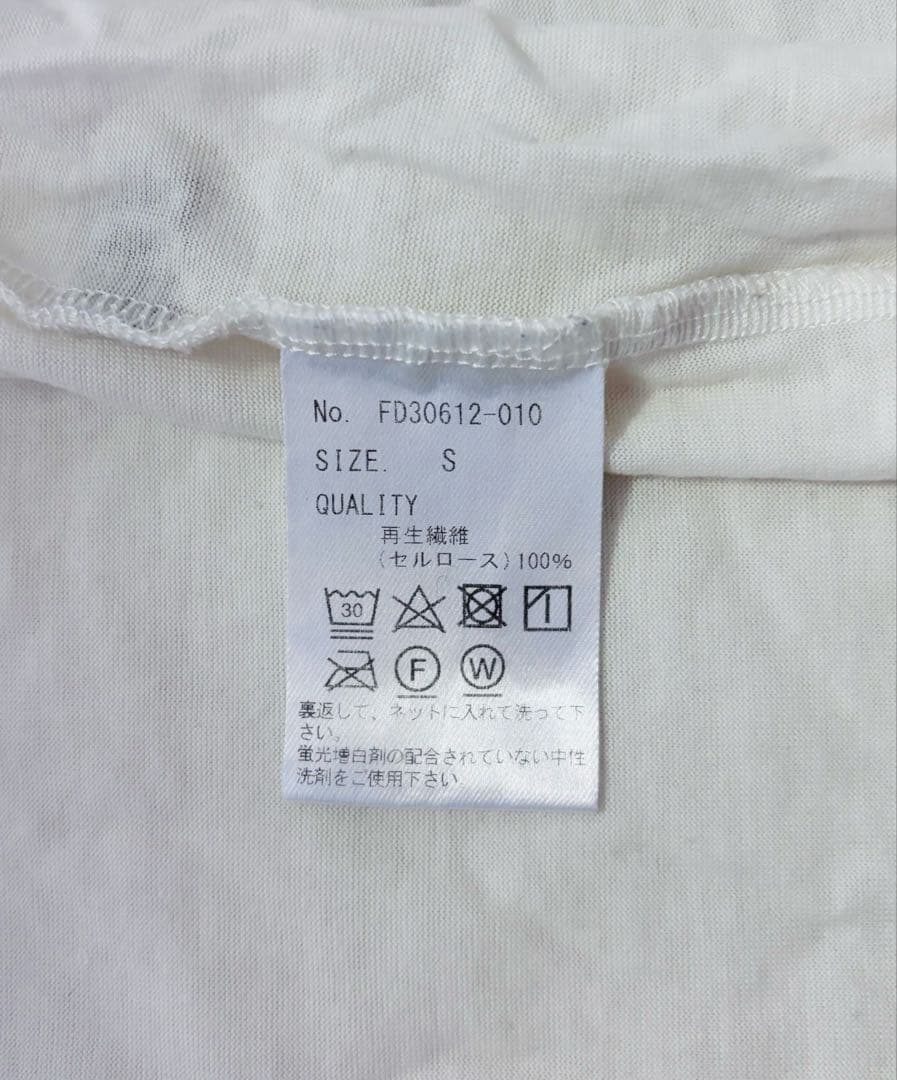 No. FD30612-010
SIZE. S
QUALITY
再生繊維
(セルロース)100%
30
F W
裏返して、ネットに入れて洗って下
さい。
蛍光増白剤の配合されていない中性
洗剤をご使用下さい